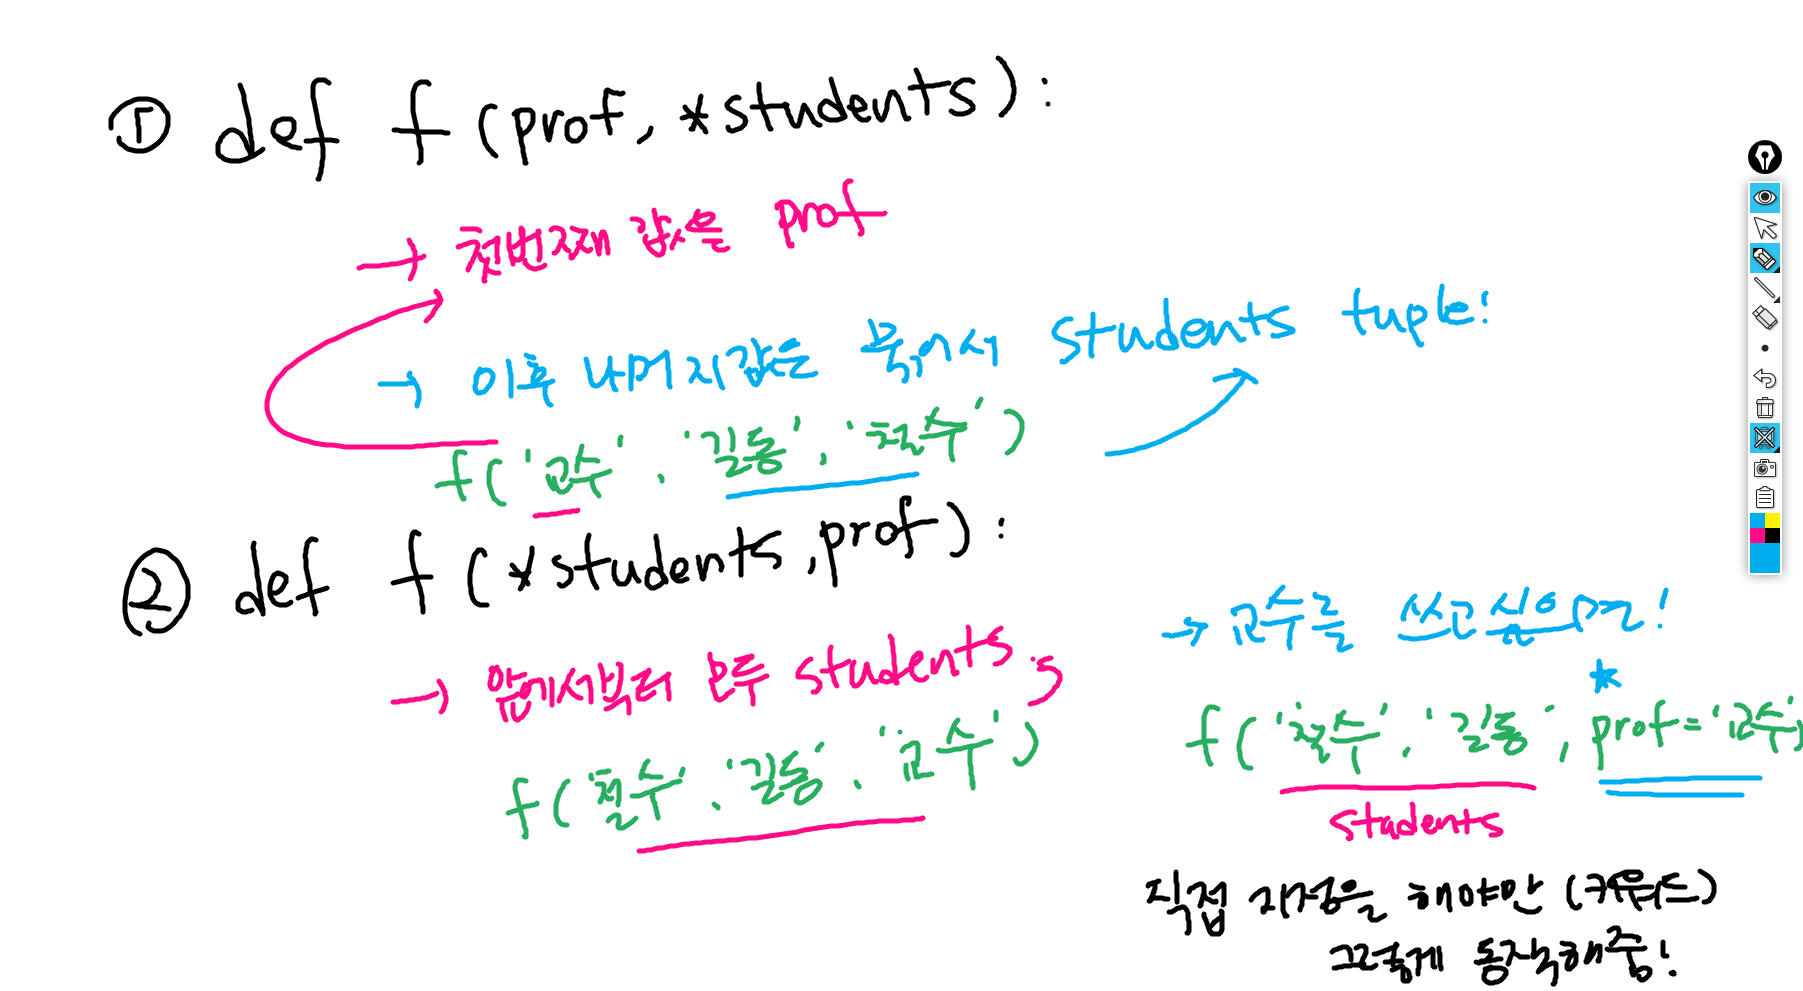 ① def f(prof, *students):
→ 첫번째 값은 prof
→ 이후 나머지값은 묶어서 students tuple!
f('교수', '길동', '철수')
② def f(*students, prof):
→ 앞에서부터 모두 students ;
f('철수', '길동', '교수')
→ 교수를 쓰고싶으면!
*
f('철수', '길동', prof='교수')
students
직접 지정을 해야만 (키워드)
그렇게 동작해줌!